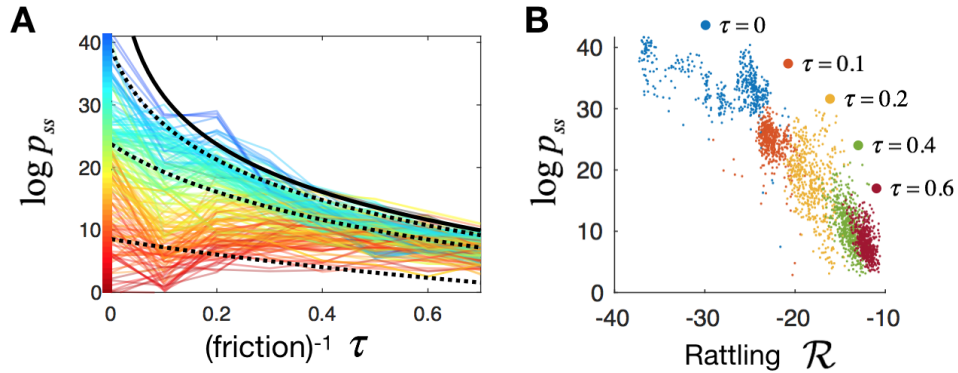 A
log p_ss
40
30
20
10
0
0
0.2
0.4
0.6
(friction)⁻¹ τ
B
log p_ss
40
30
20
10
0
-40
-30
-20
-10
Rattling ℛ
τ = 0
τ = 0.1
τ = 0.2
τ = 0.4
τ = 0.6